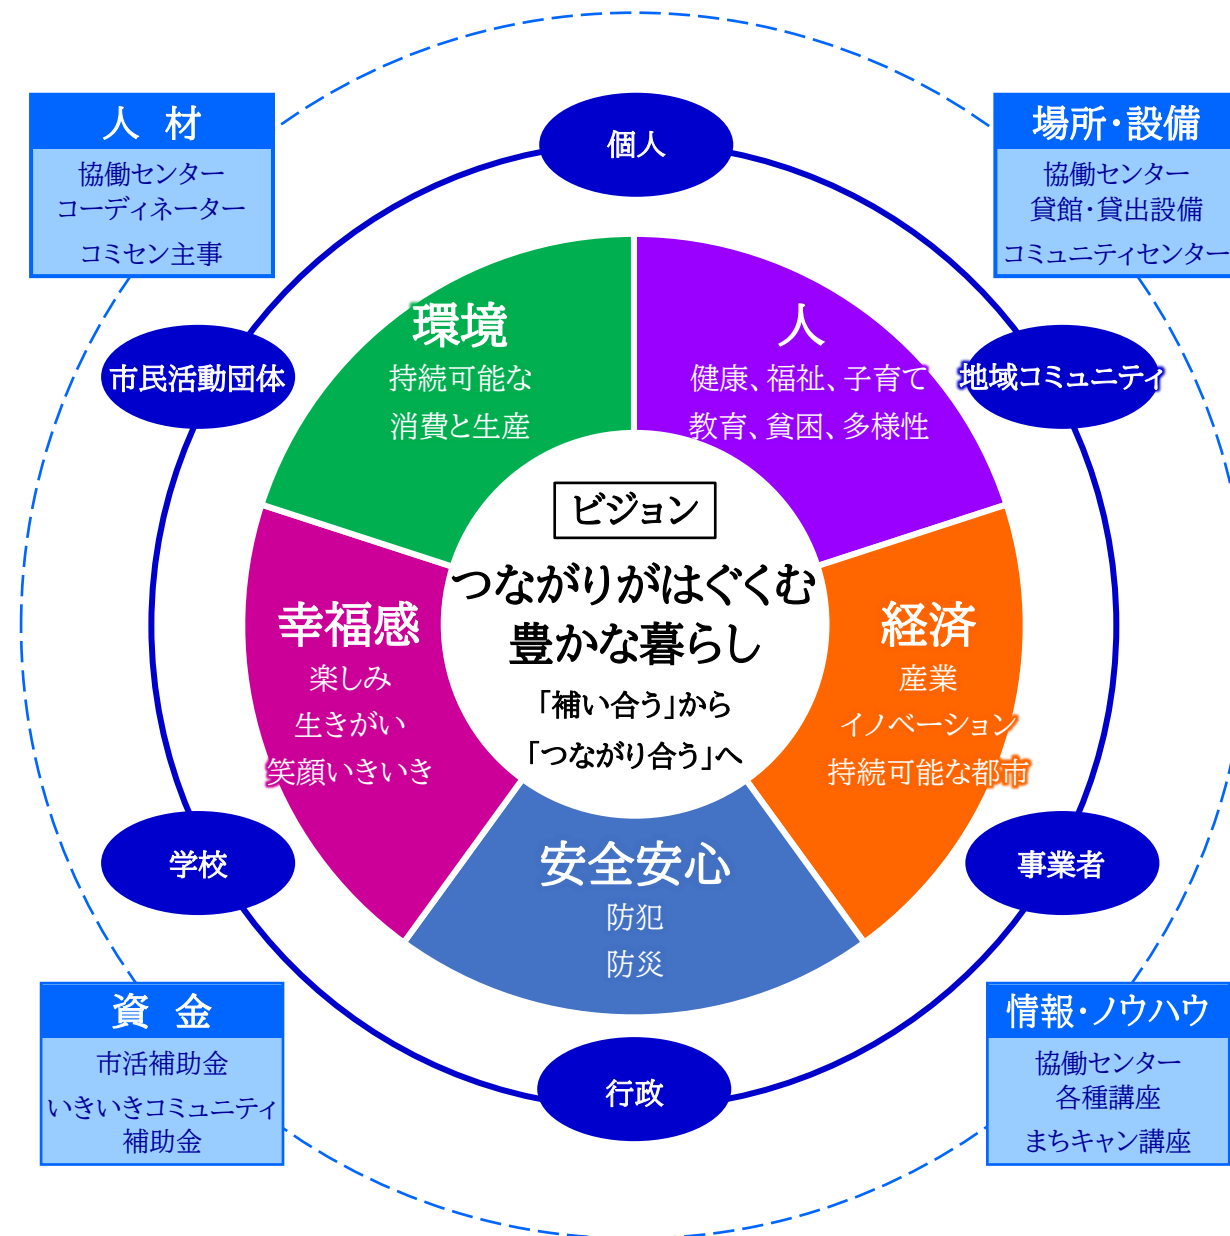 個人
人 材
協働センター
コーディネーター
コミセン主事
場所・設備
協働センター
貸館・貸出設備
コミュニティセンター
市民活動団体
地域コミュニティ
環境
持続可能な
消費と生産
人
健康、福祉、子育て
教育、貧困、多様性
ビジョン
つながりがはぐくむ
豊かな暮らし
「補い合う」から
「つながり合う」へ
幸福感
楽しみ
生きがい
笑顔いきいき
経済
産業
イノベーション
持続可能な都市
安全安心
防犯
防災
学校
事業者
行政
資 金
市活補助金
いきいきコミュニティ
補助金
情報・ノウハウ
協働センター
各種講座
まちキャン講座